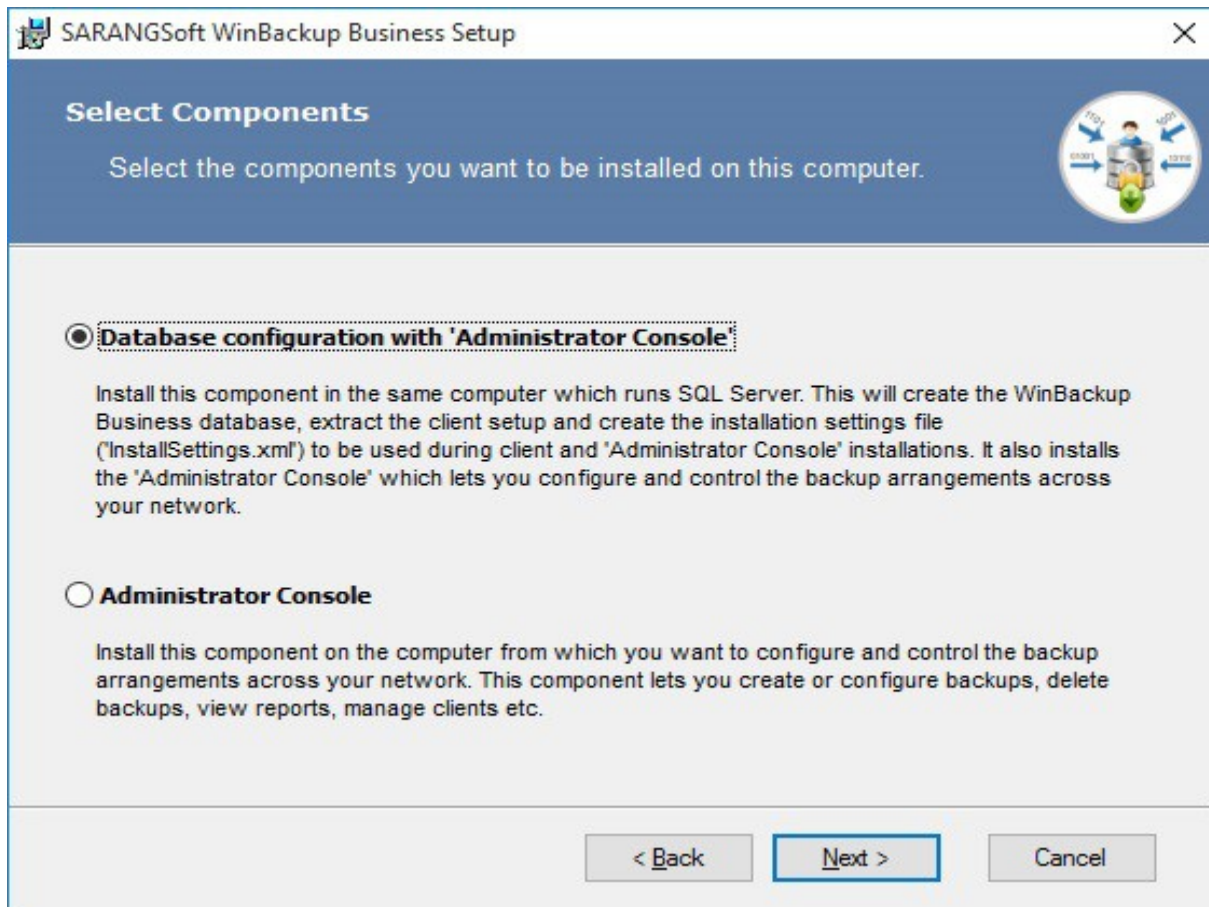 SARANGSoft WinBackup Business Setup
Select Components
Select the components you want to be installed on this computer.
1101
1001
01001
10110
Database configuration with 'Administrator Console'
Install this component in the same computer which runs SQL Server. This will create the WinBackup
Business database, extract the client setup and create the installation settings file
('InstallSettings.xml') to be used during client and 'Administrator Console' installations. It also installs
the 'Administrator Console' which lets you configure and control the backup arrangements across
your network.
Administrator Console
Install this component on the computer from which you want to configure and control the backup
arrangements across your network. This component lets you create or configure backups, delete
backups, view reports, manage clients etc.
< Back
Next >
Cancel